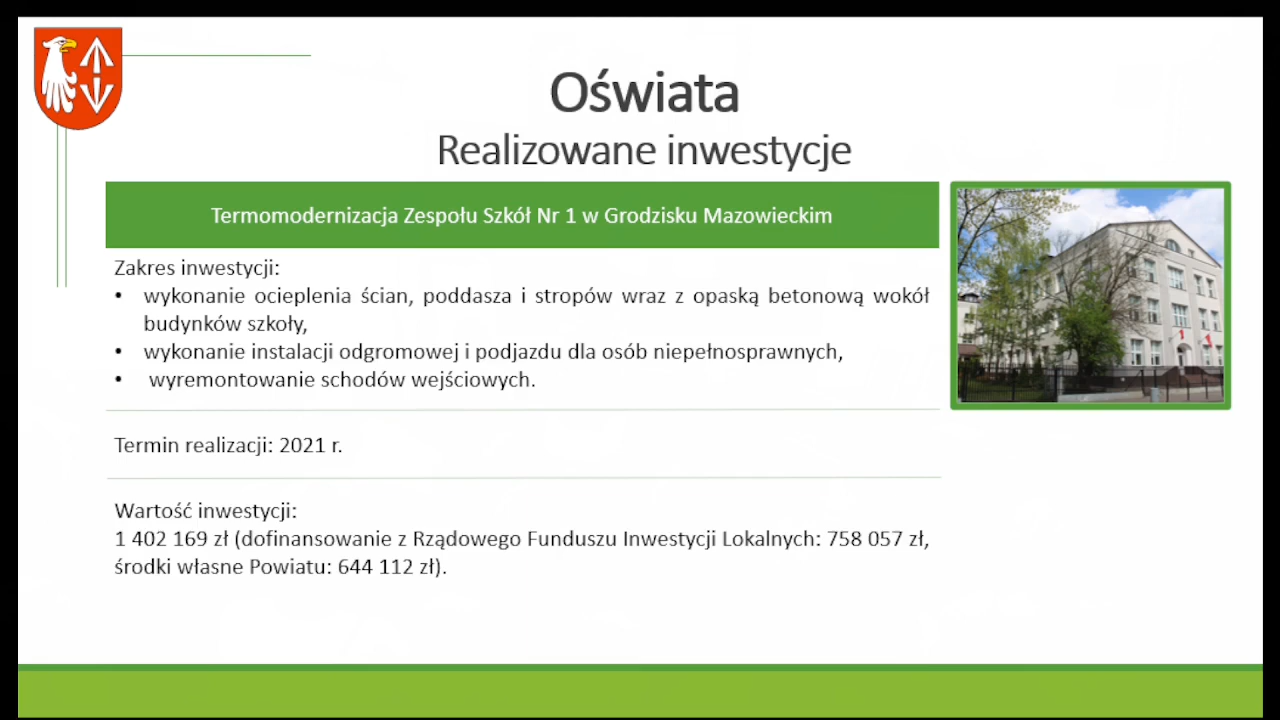 Oświata
Realizowane inwestycje
Termomodernizacja Zespołu Szkół Nr 1 w Grodzisku Mazowieckim
Zakres inwestycji:
• wykonanie ocieplenia ścian, poddasza i stropów wraz z opaską betonową wokół
budynków szkoły,
• wykonanie instalacji odgromowej i podjazdu dla osób niepełnosprawnych,
• wyremontowanie schodów wejściowych.
Termin realizacji: 2021 r.
Wartość inwestycji:
1 402 169 zł (dofinansowanie z Rządowego Funduszu Inwestycji Lokalnych: 758 057 zł,
środki własne Powiatu: 644 112 zł).